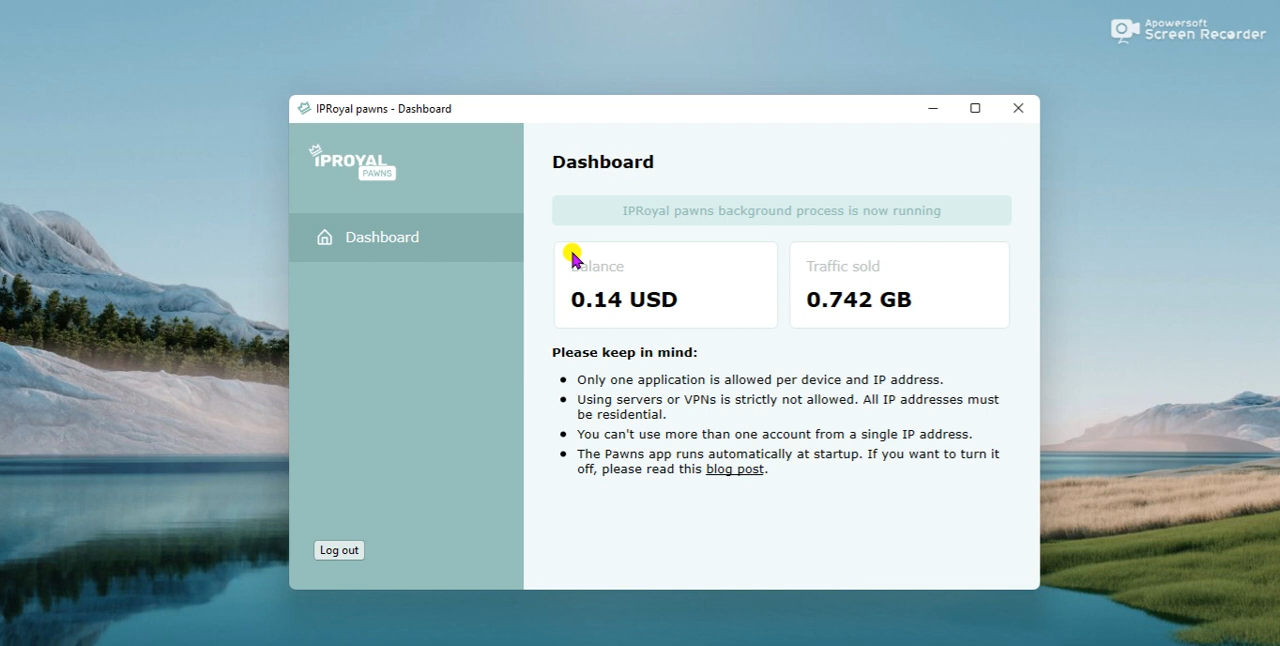 Apowersoft
Screen Recorder
IPRoyal pawns - Dashboard
IPROYAL
PAWNS
Dashboard
Dashboard
IPRoyal pawns background process is now running
alance
Traffic sold
0.14 USD
0.742 GB
Please keep in mind:
Only one application is allowed per device and IP address.
Using servers or VPNs is strictly not allowed. All IP addresses must
be residential.
You can't use more than one account from a single IP address.
The Pawns app runs automatically at startup. If you want to turn it
off, please read this blog post.
Log out